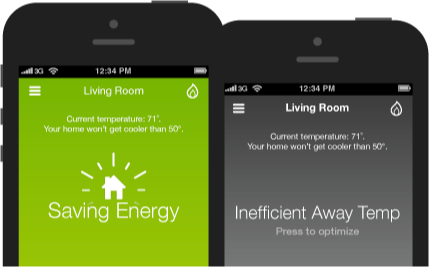 3G 12:34 PM
Living Room
Current temperature: 71°.
Your home won't get cooler than 50°.
Saving Energy
3G 12:34 PM
Living Room
Current temperature: 71°.
Your home won't get cooler than 50°.
Inefficient Away Temp
Press to optimize